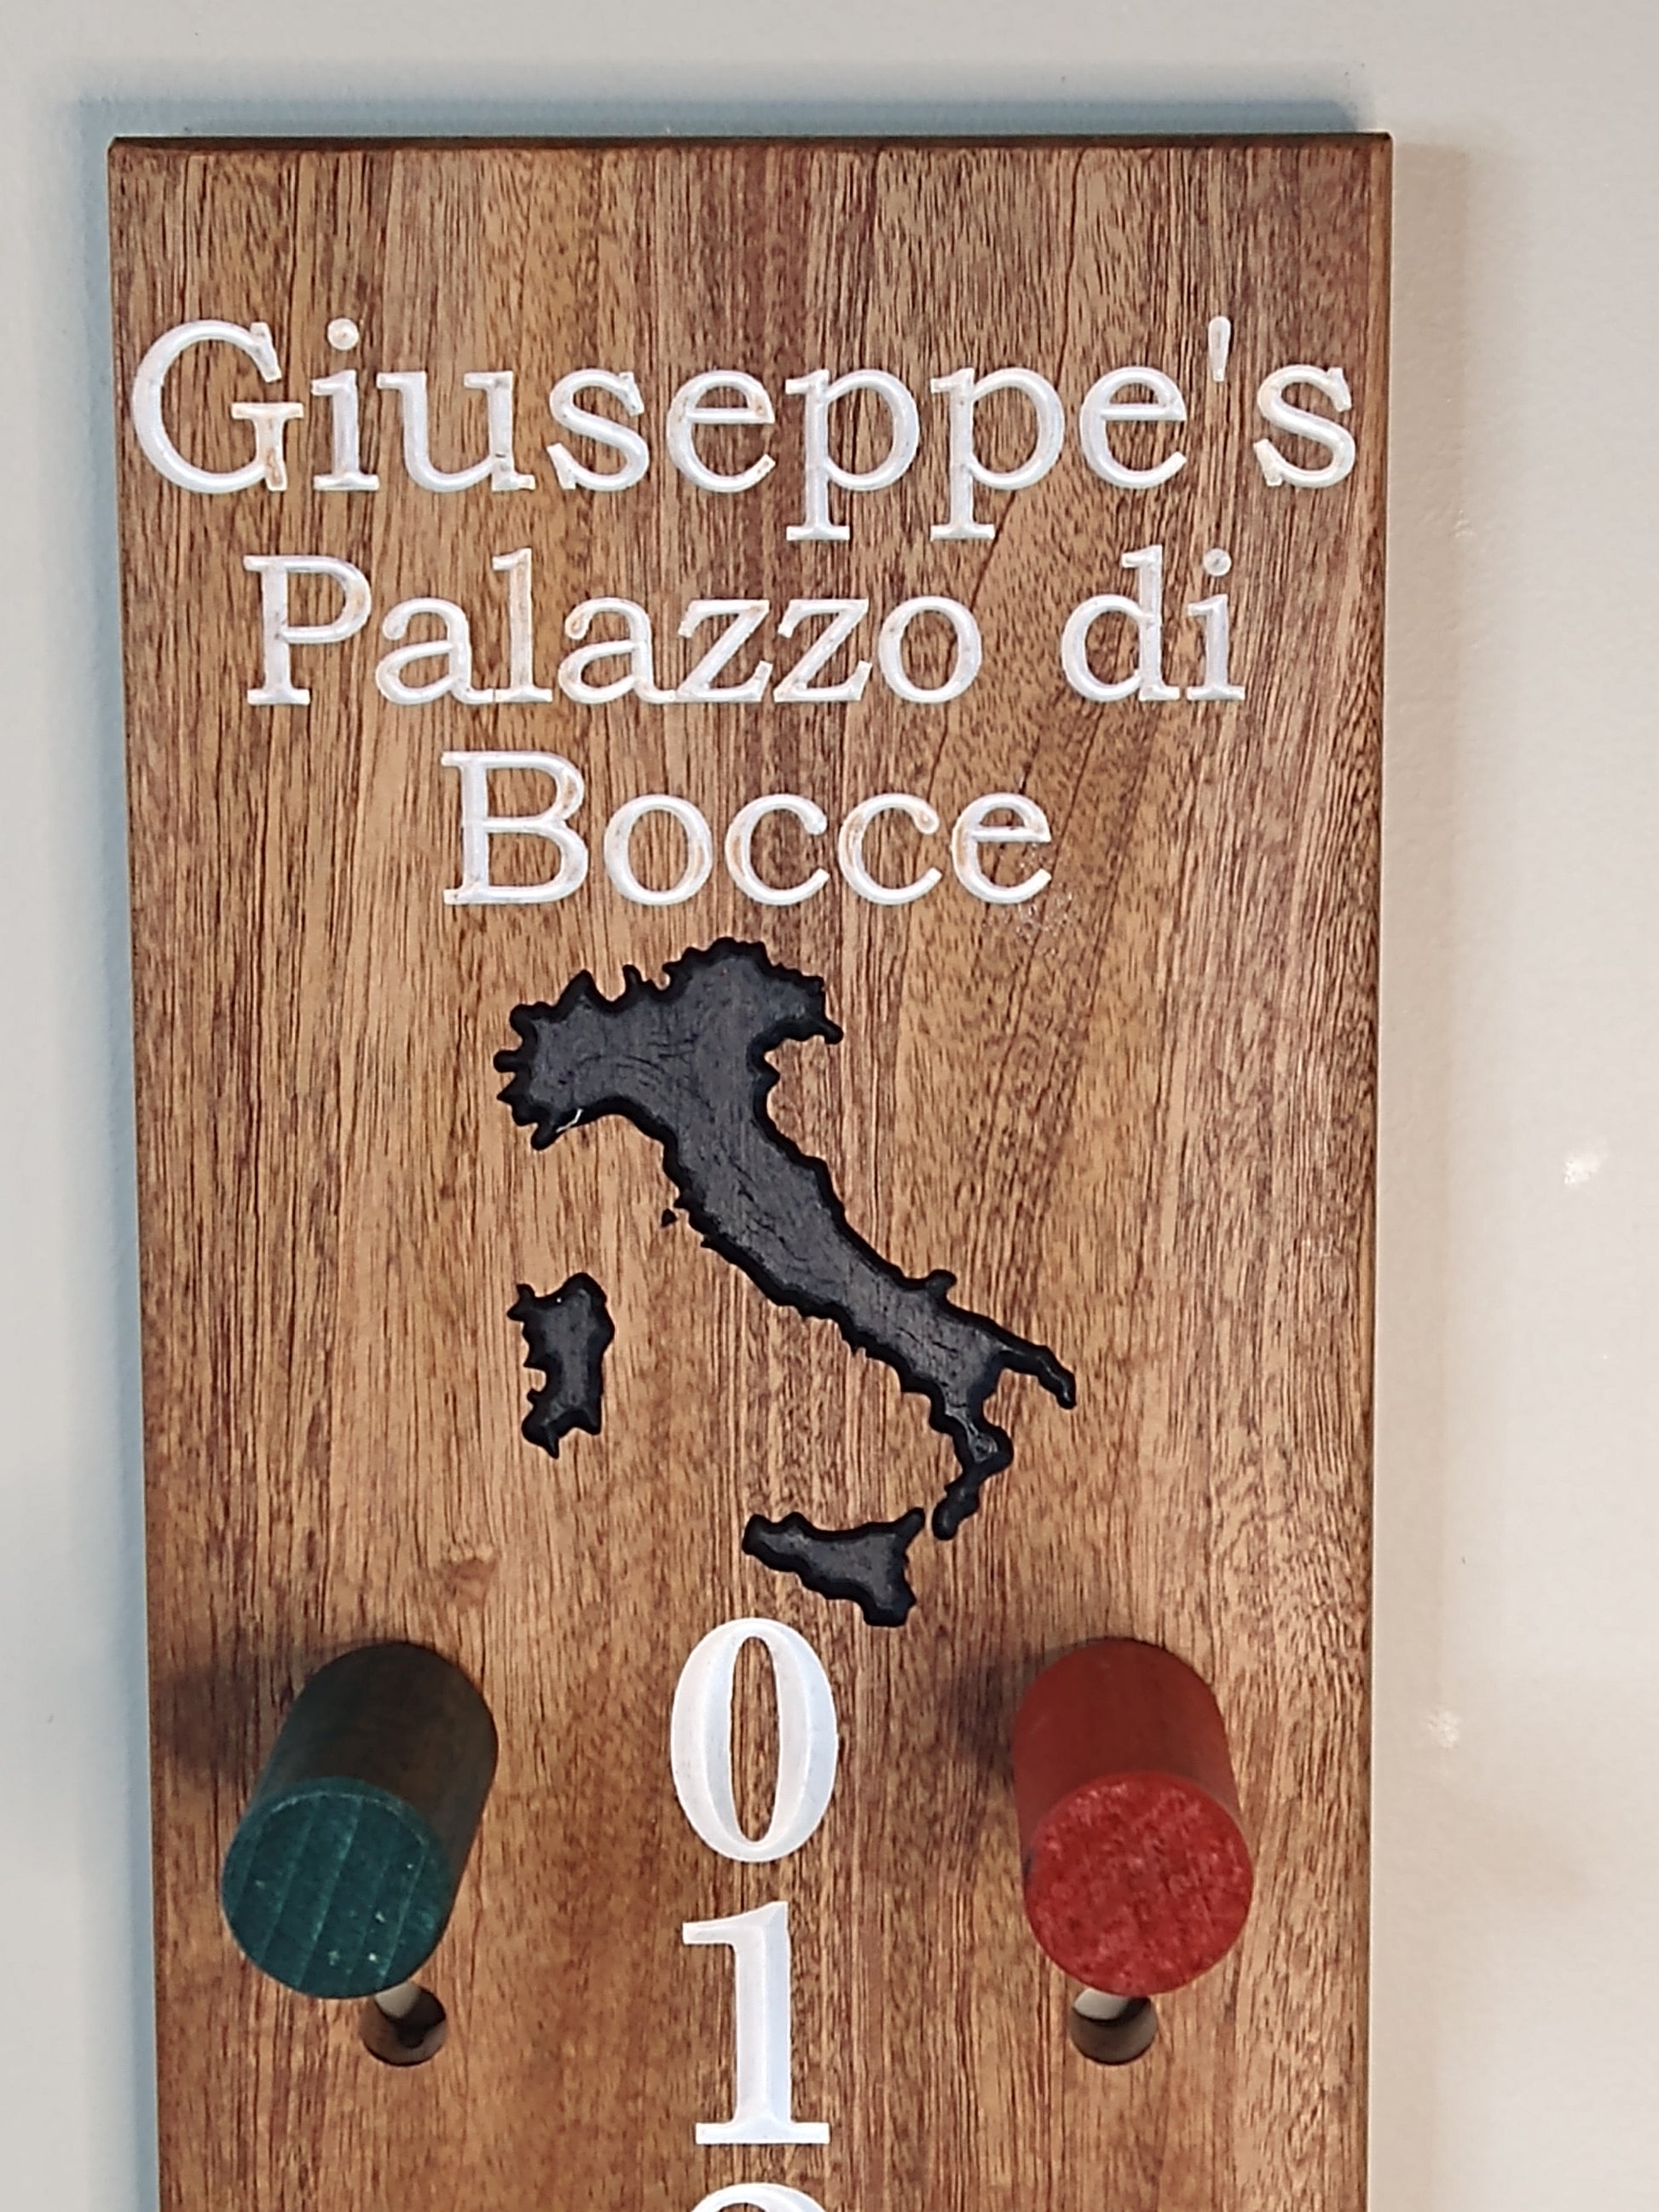 Giuseppe's
Palazzo di
Bocce
0
1